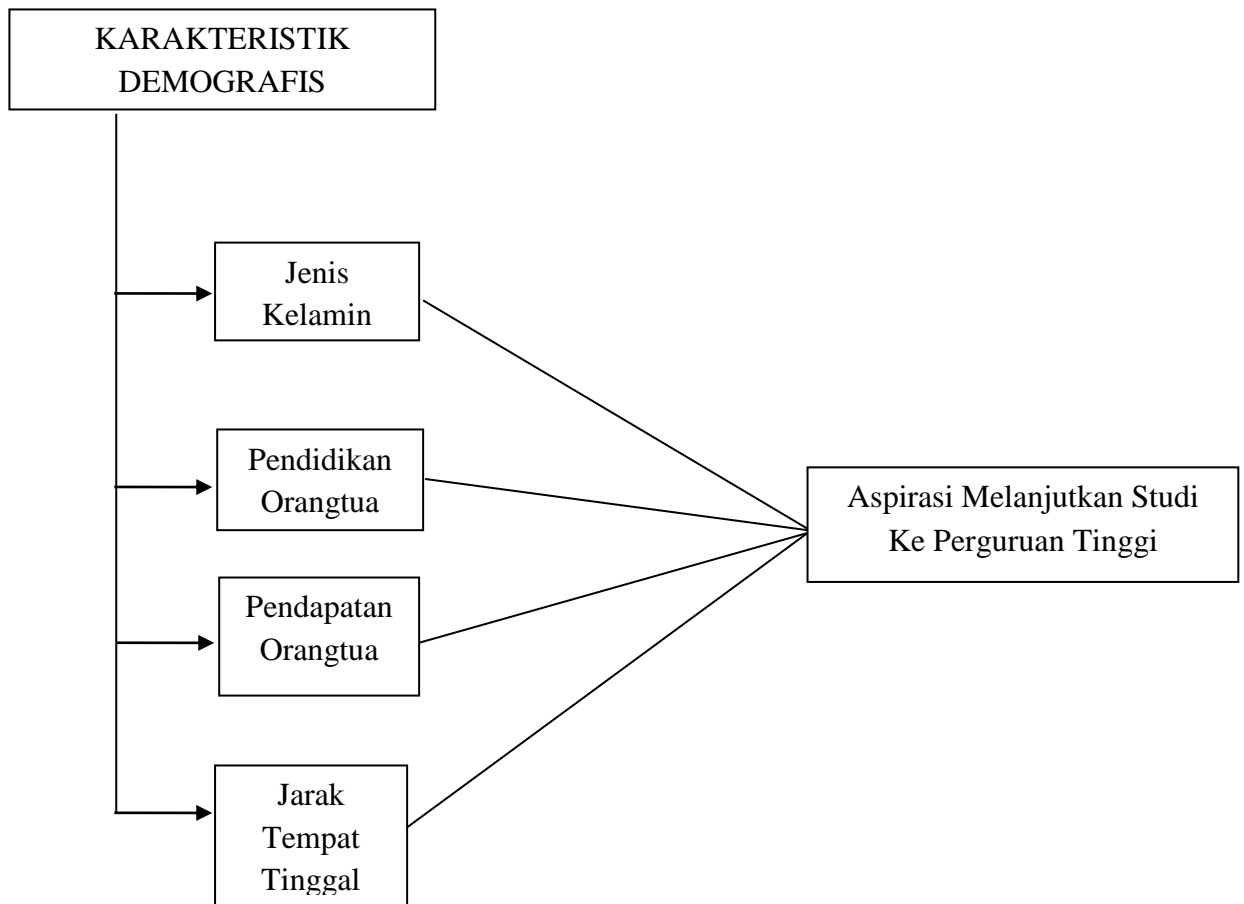 KARAKTERISTIK
DEMOGRAFIS
Jenis
Kelamin
Pendidikan
Orangtua
Aspirasi Melanjutkan Studi
Ke Perguruan Tinggi
Pendapatan
Orangtua
Jarak
Tempat
Tinggal